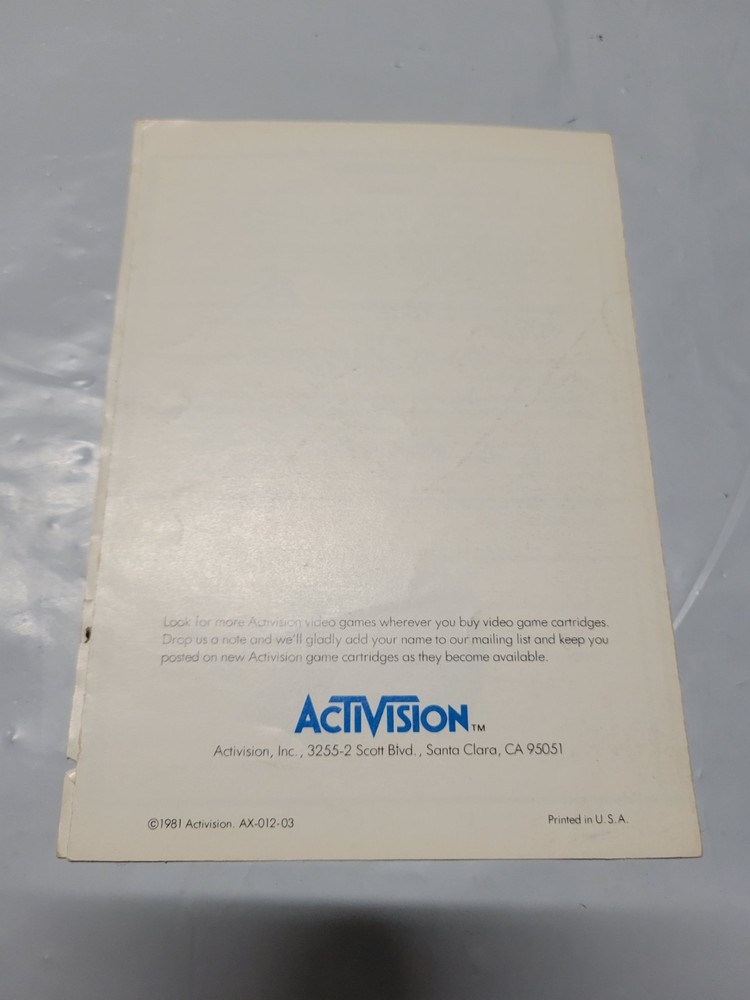 Look for more Activision video games wherever you buy video game cartridges.
Drop us a note and we'll gladly add your name to our mailing list and keep you
posted on new Activision game cartridges as they become available.
ACTIVISION™
Activision, Inc., 3255-2 Scott Blvd., Santa Clara, CA 95051
©1981 Activision. AX-012-03
Printed in U.S.A.